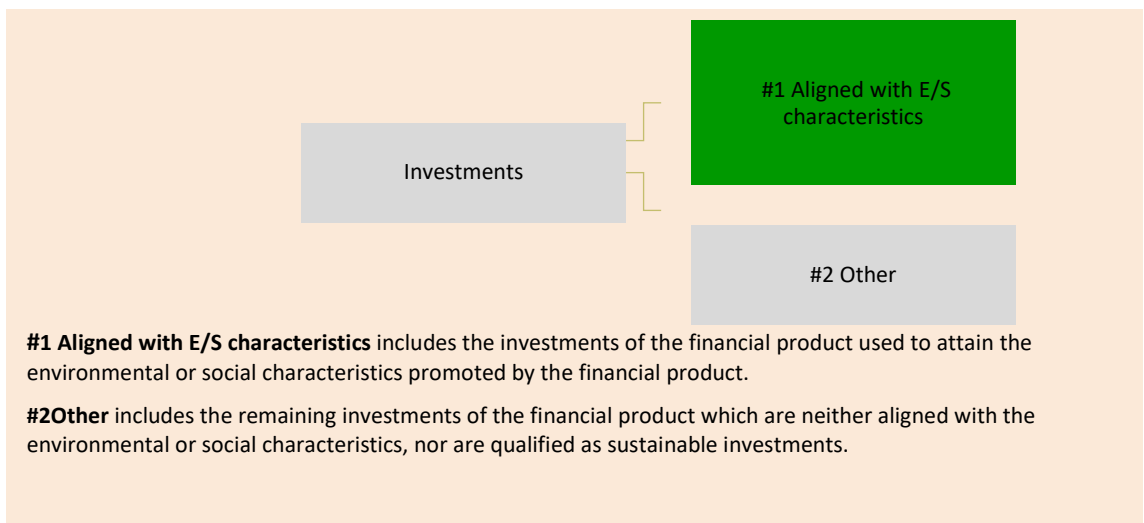 #1 Aligned with E/S
characteristics
Investments
#2 Other
#1 Aligned with E/S characteristics includes the investments of the financial product used to attain the
environmental or social characteristics promoted by the financial product.
#2Other includes the remaining investments of the financial product which are neither aligned with the
environmental or social characteristics, nor are qualified as sustainable investments.